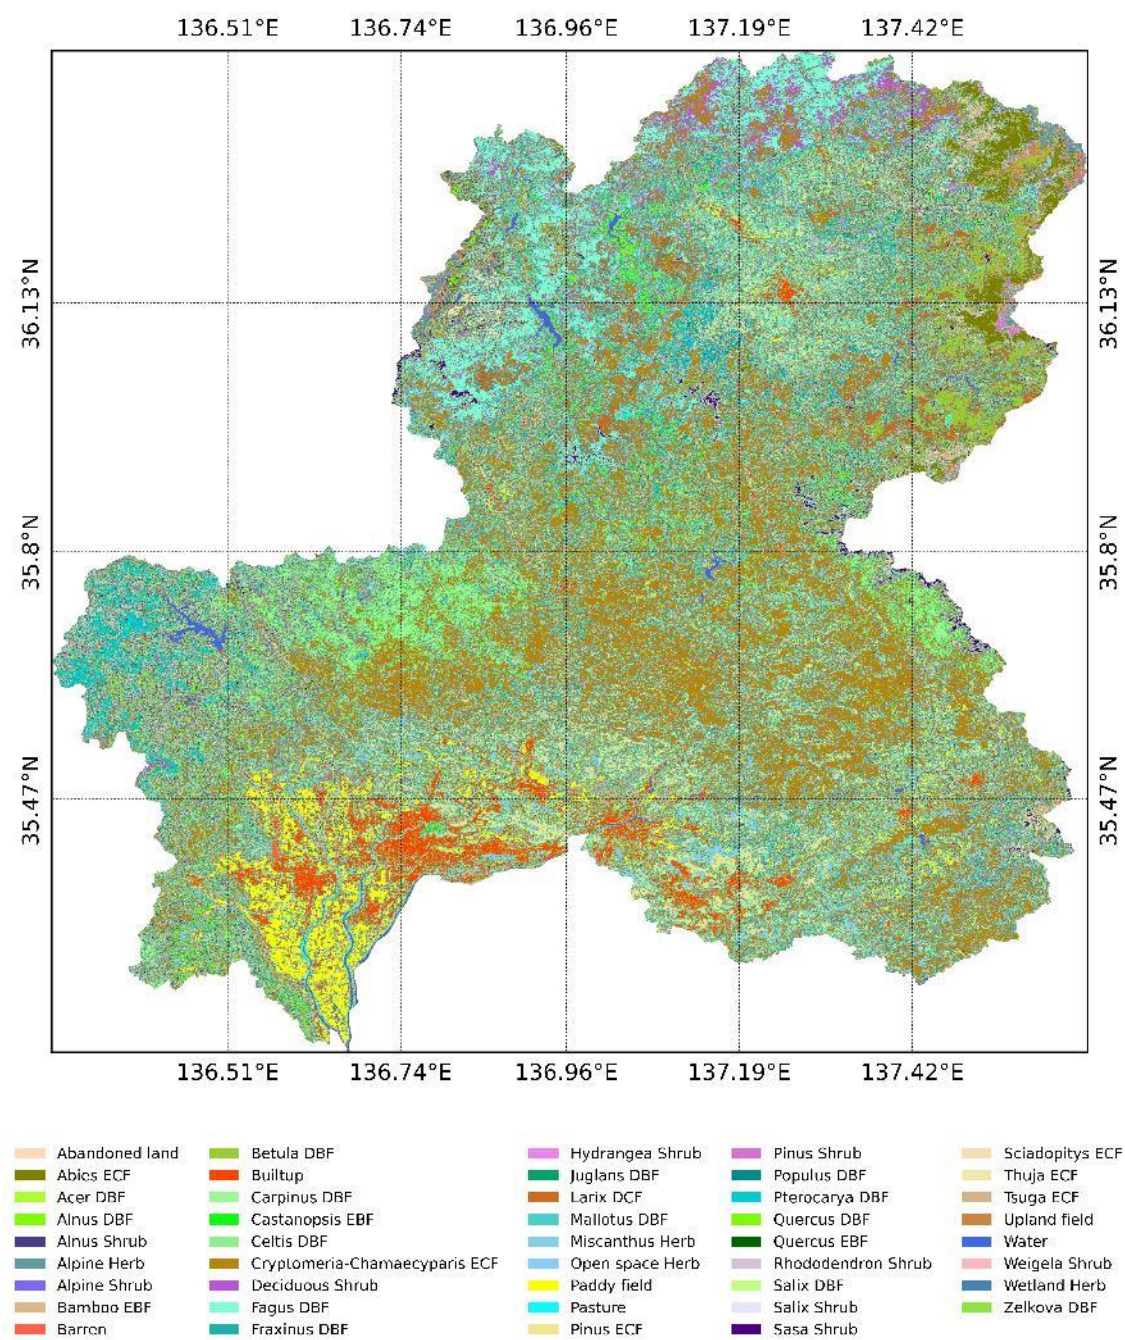 136.51°E 136.74°E 136.96°E 137.19°E 137.42°E
36.13°N 36.13°N
35.8°N 35.8°N
35.47°N 35.47°N
136.51°E 136.74°E 136.96°E 137.19°E 137.42°E
Abandoned land
Abies ECF
Acer DBF
Alnus DBF
Alnus Shrub
Alpine Herb
Alpine Shrub
Bamboo EBF
Barren
Betula DBF
Builtup
Carpinus DBF
Castanopsis EBF
Celtis DBF
Cryptomeria-Chamaecyparis ECF
Deciduous Shrub
Fagus DBF
Fraxinus DBF
Hydrangea Shrub
Juglans DBF
Larix DCF
Mallotus DBF
Miscanthus Herb
Open space Herb
Paddy field
Pasture
Pinus ECF
Pinus Shrub
Populus DBF
Pterocarya DBF
Quercus DBF
Quercus EBF
Rhododendron Shrub
Salix DBF
Salix Shrub
Sasa Shrub
Sciadopitys ECF
Thuja ECF
Tsuga ECF
Upland field
Water
Weigela Shrub
Wetland Herb
Zelkova DBF